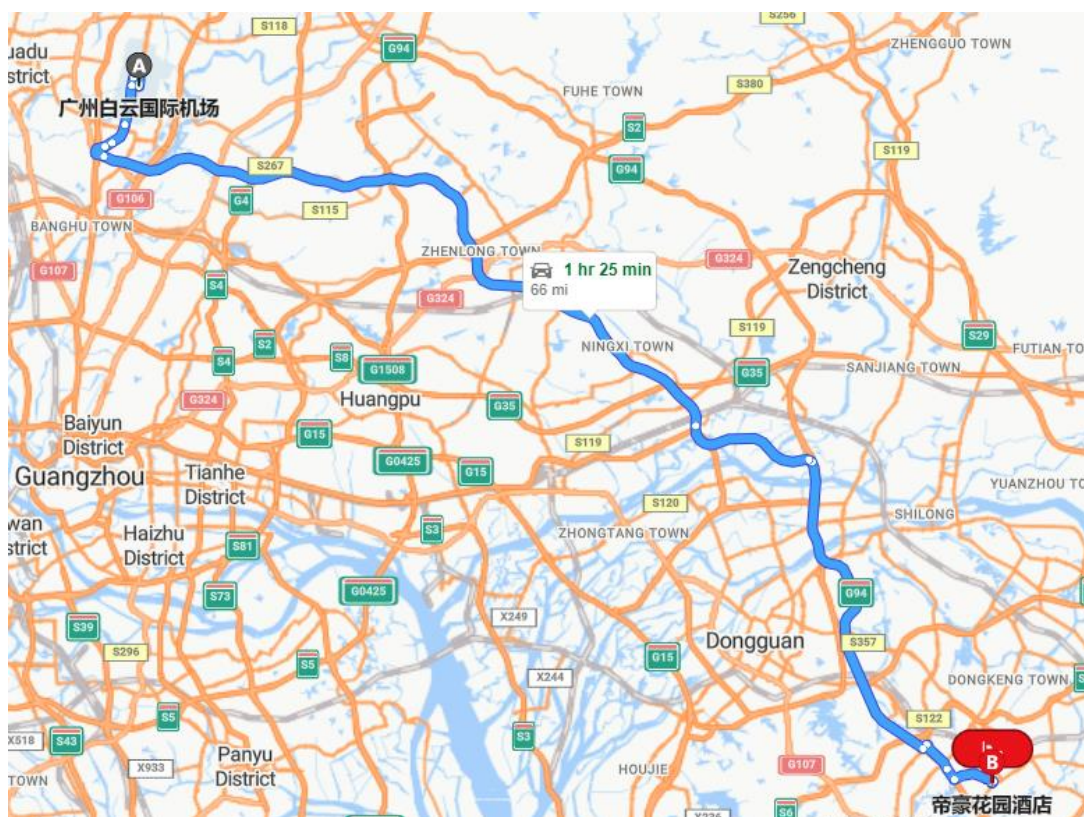 S118
G94
S256
ZHENGGUO TOWN
uadu
istrict
A
广州白云国际机场
FUHE TOWN
S380
S2
G94
S119
S267
G106
G4
S115
BANGHU TOWN
G107
ZHENLONG TOWN
1 hr 25 min
66 mi
G324
Zengcheng
District
S4
G324
S2
S4
S8
G1508
NINGXI TOWN
S119
S29
FUTIAN TOWN
G35
SANJIANG TOWN
G324
Huangpu
G35
Baiyun
District
G15
S119
G0425
G15
Guangzhou
Tianhe
District
YUANZHOU TO
S120
SHILONG
wan
strict
Haizhu
District
S3
ZHONGTANG TOWN
S81
S73
G0425
G94
X249
S39
S296
Dongguan
S357
S5
G15
X244
DONGKENG TOWN
S5
S122
X518
S43
S3
B
TOWN
X933
Panyu
District
HOUJIE
G107
帝豪花园酒店
S6
X236